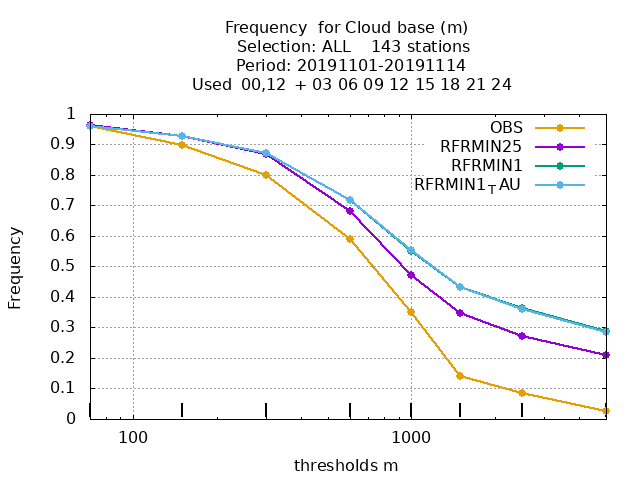 Frequency  for Cloud base (m)
Selection: ALL    143 stations
Period: 20191101-20191114
Used  00,12  + 03 06 09 12 15 18 21 24
OBS
RFRMIN25
RFRMIN1
RFRMIN1TAU
1
0.9
0.8
0.7
0.6
0.5
0.4
0.3
0.2
0.1
0
Frequency
100
1000
thresholds m